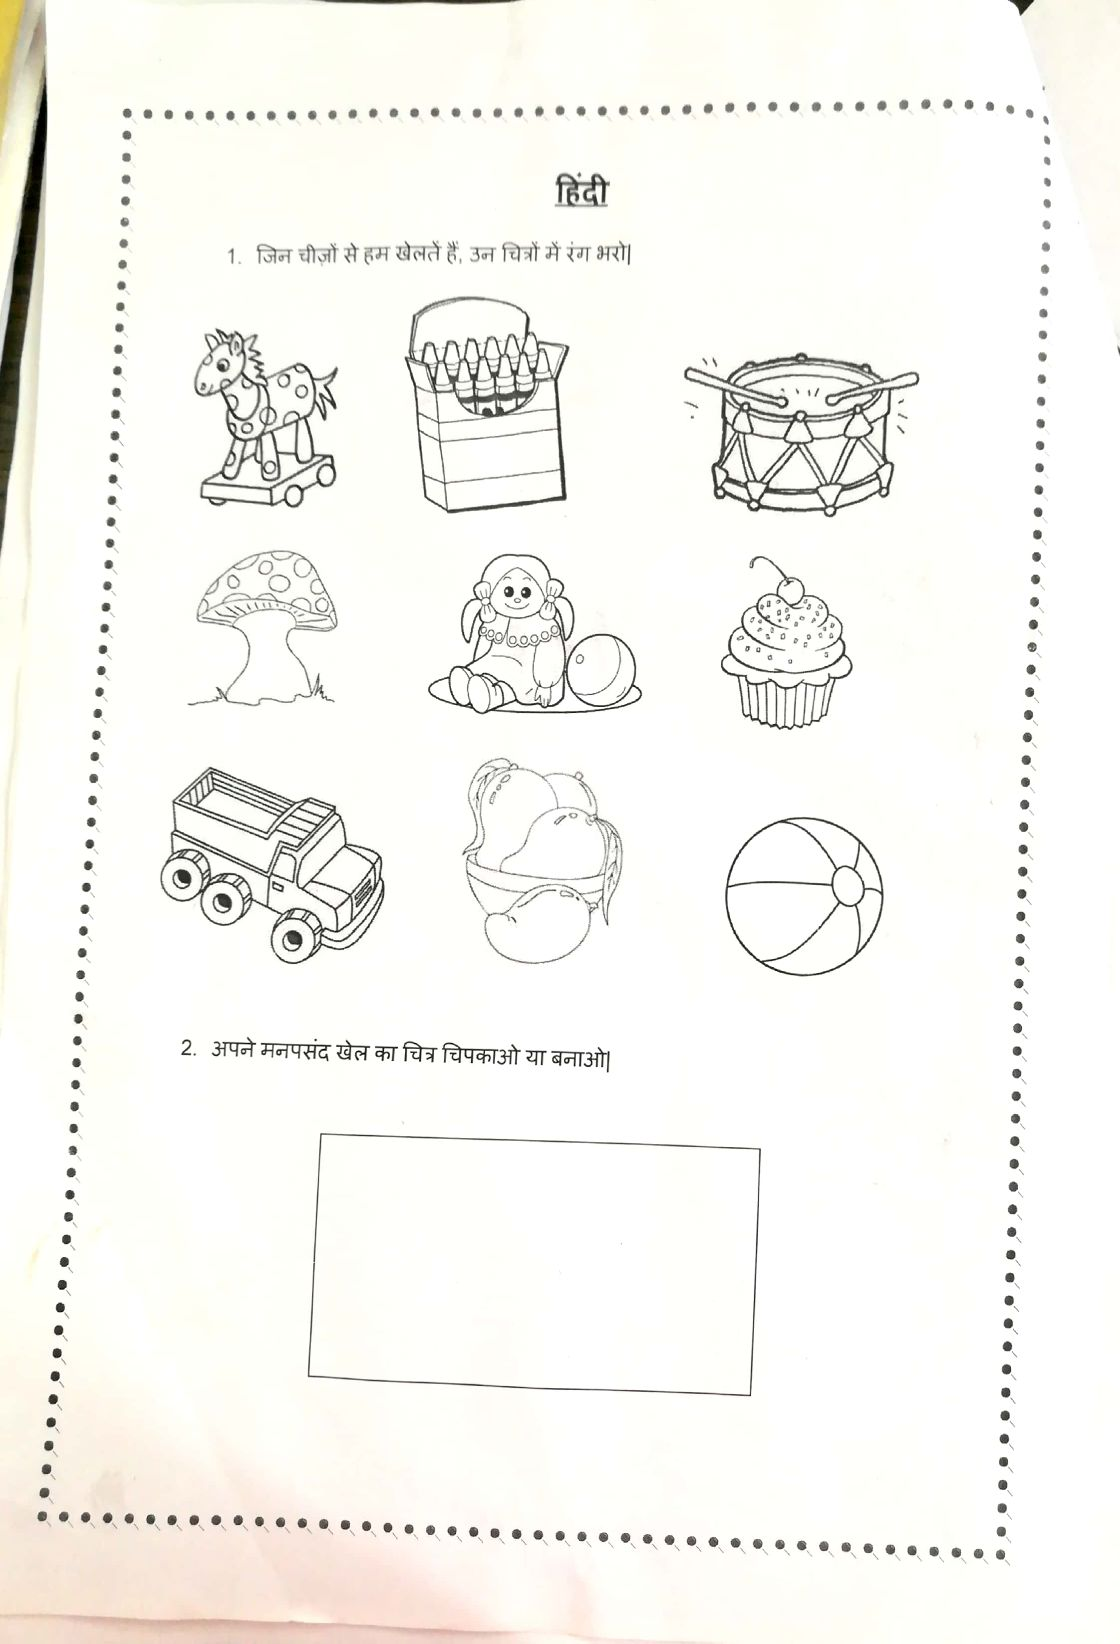 हिंदी
1. जिन चीज़ों से हम खेलतें हैं, उन चित्रों में रंग भरो|
2. अपने मनपसंद खेल का चित्र चिपकाओ या बनाओ|